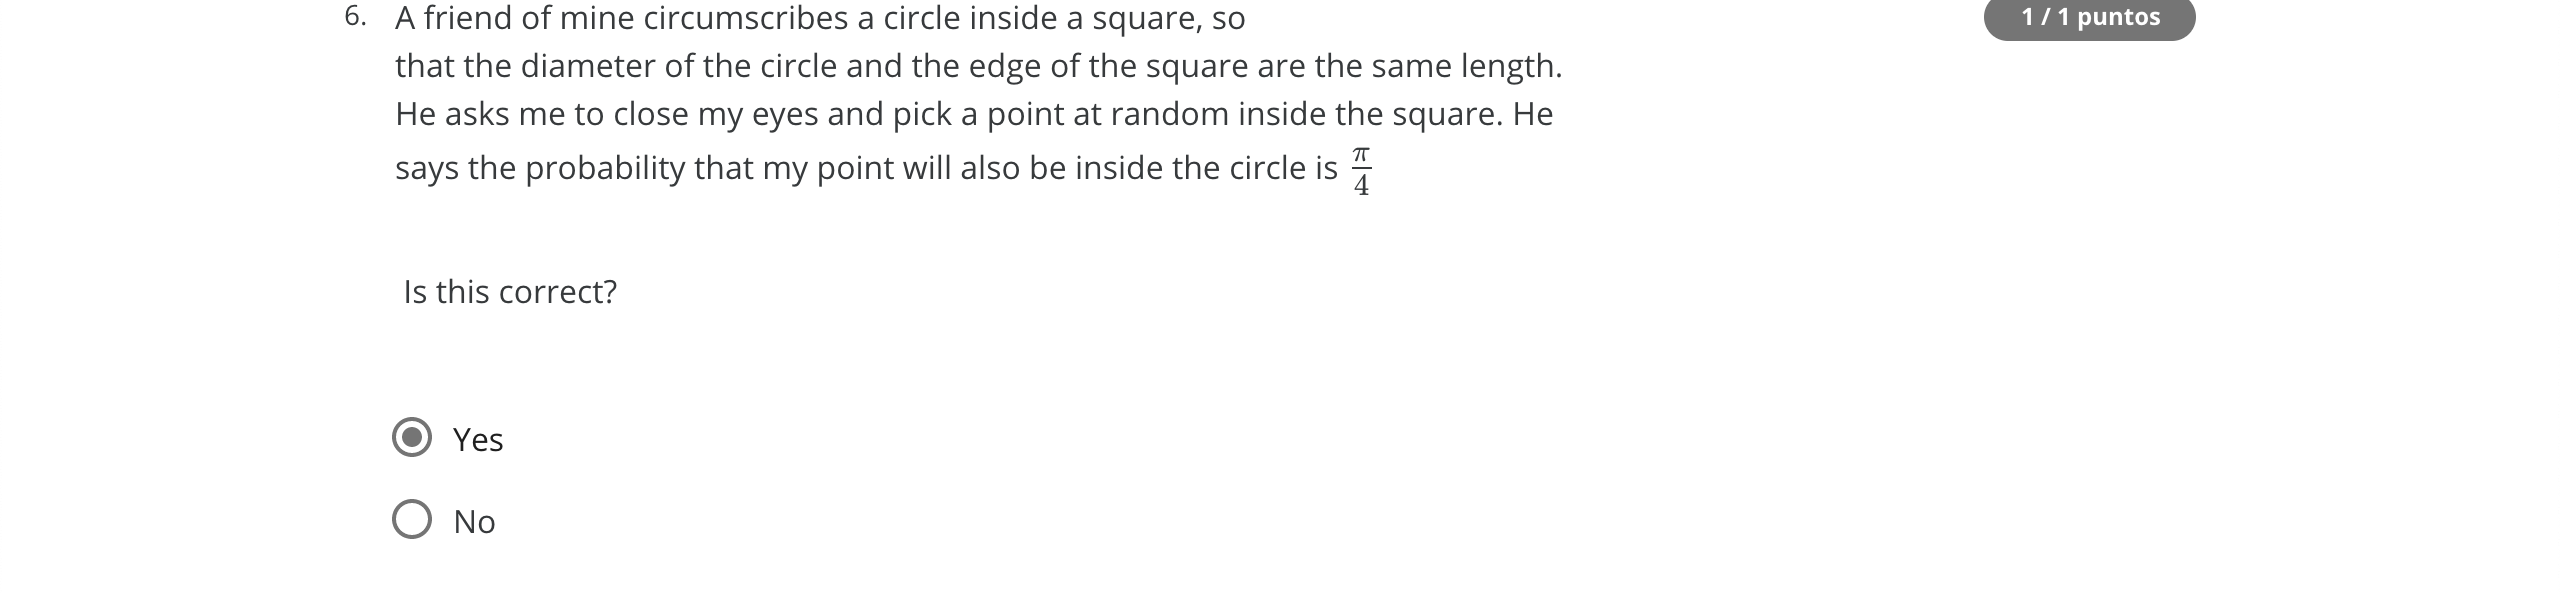 6. A friend of mine circumscribes a circle inside a square, so
1 / 1 puntos
that the diameter of the circle and the edge of the square are the same length.
He asks me to close my eyes and pick a point at random inside the square. He
says the probability that my point will also be inside the circle is π/4
Is this correct?
Yes
No